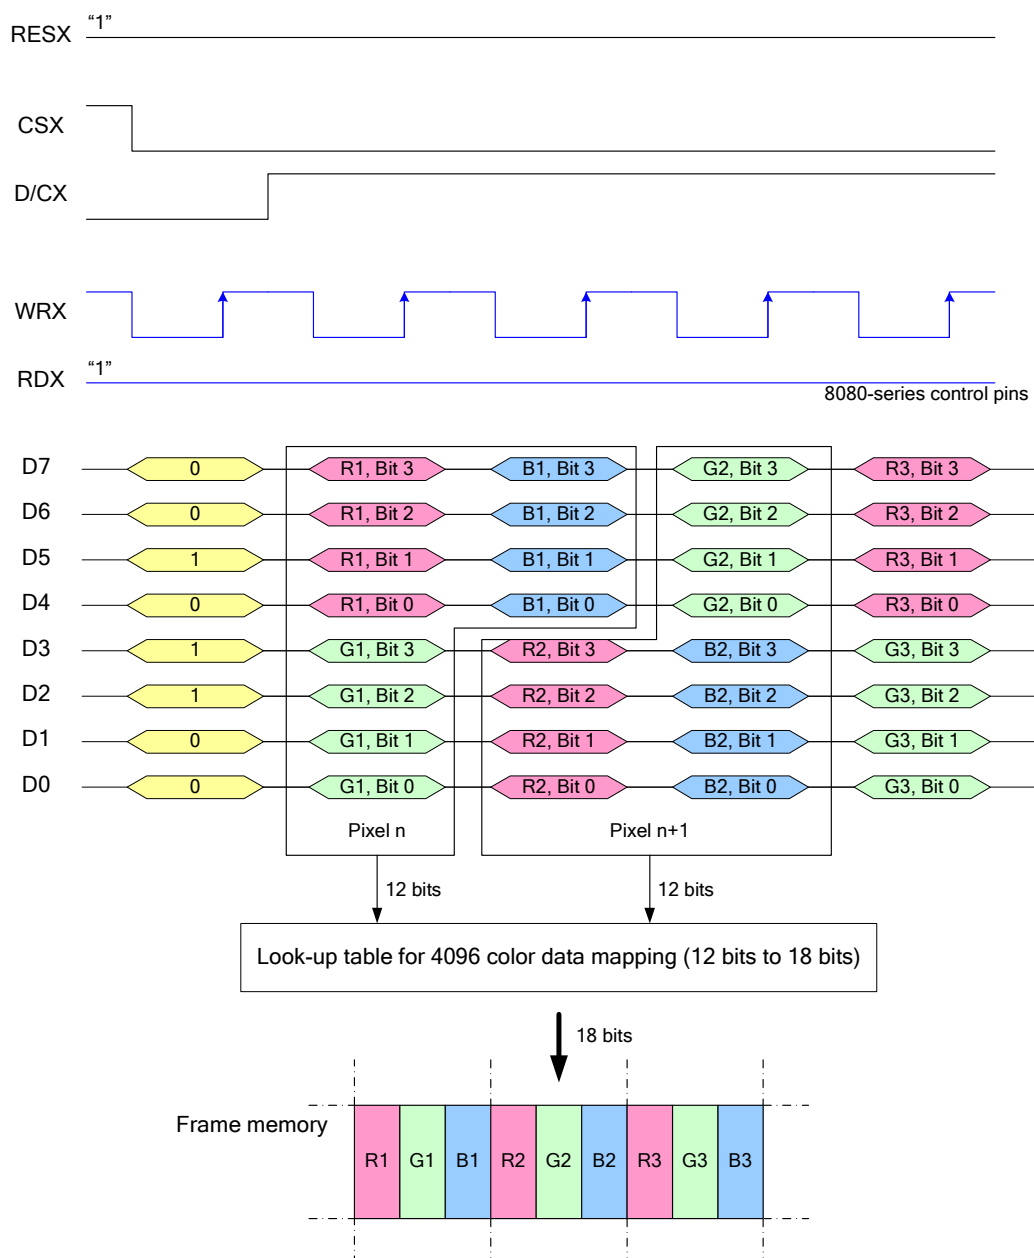 RESX “1”
CSX
D/CX
WRX
RDX “1”
8080-series control pins
D7 0 R1, Bit 3 B1, Bit 3 G2, Bit 3 R3, Bit 3
D6 0 R1, Bit 2 B1, Bit 2 G2, Bit 2 R3, Bit 2
D5 1 R1, Bit 1 B1, Bit 1 G2, Bit 1 R3, Bit 1
D4 0 R1, Bit 0 B1, Bit 0 G2, Bit 0 R3, Bit 0
D3 1 G1, Bit 3 R2, Bit 3 B2, Bit 3 G3, Bit 3
D2 1 G1, Bit 2 R2, Bit 2 B2, Bit 2 G3, Bit 2
D1 0 G1, Bit 1 R2, Bit 1 B2, Bit 1 G3, Bit 1
D0 0 G1, Bit 0 R2, Bit 0 B2, Bit 0 G3, Bit 0
Pixel n Pixel n+1
12 bits 12 bits
Look-up table for 4096 color data mapping (12 bits to 18 bits)
18 bits
Frame memory
R1 G1 B1 R2 G2 B2 R3 G3 B3